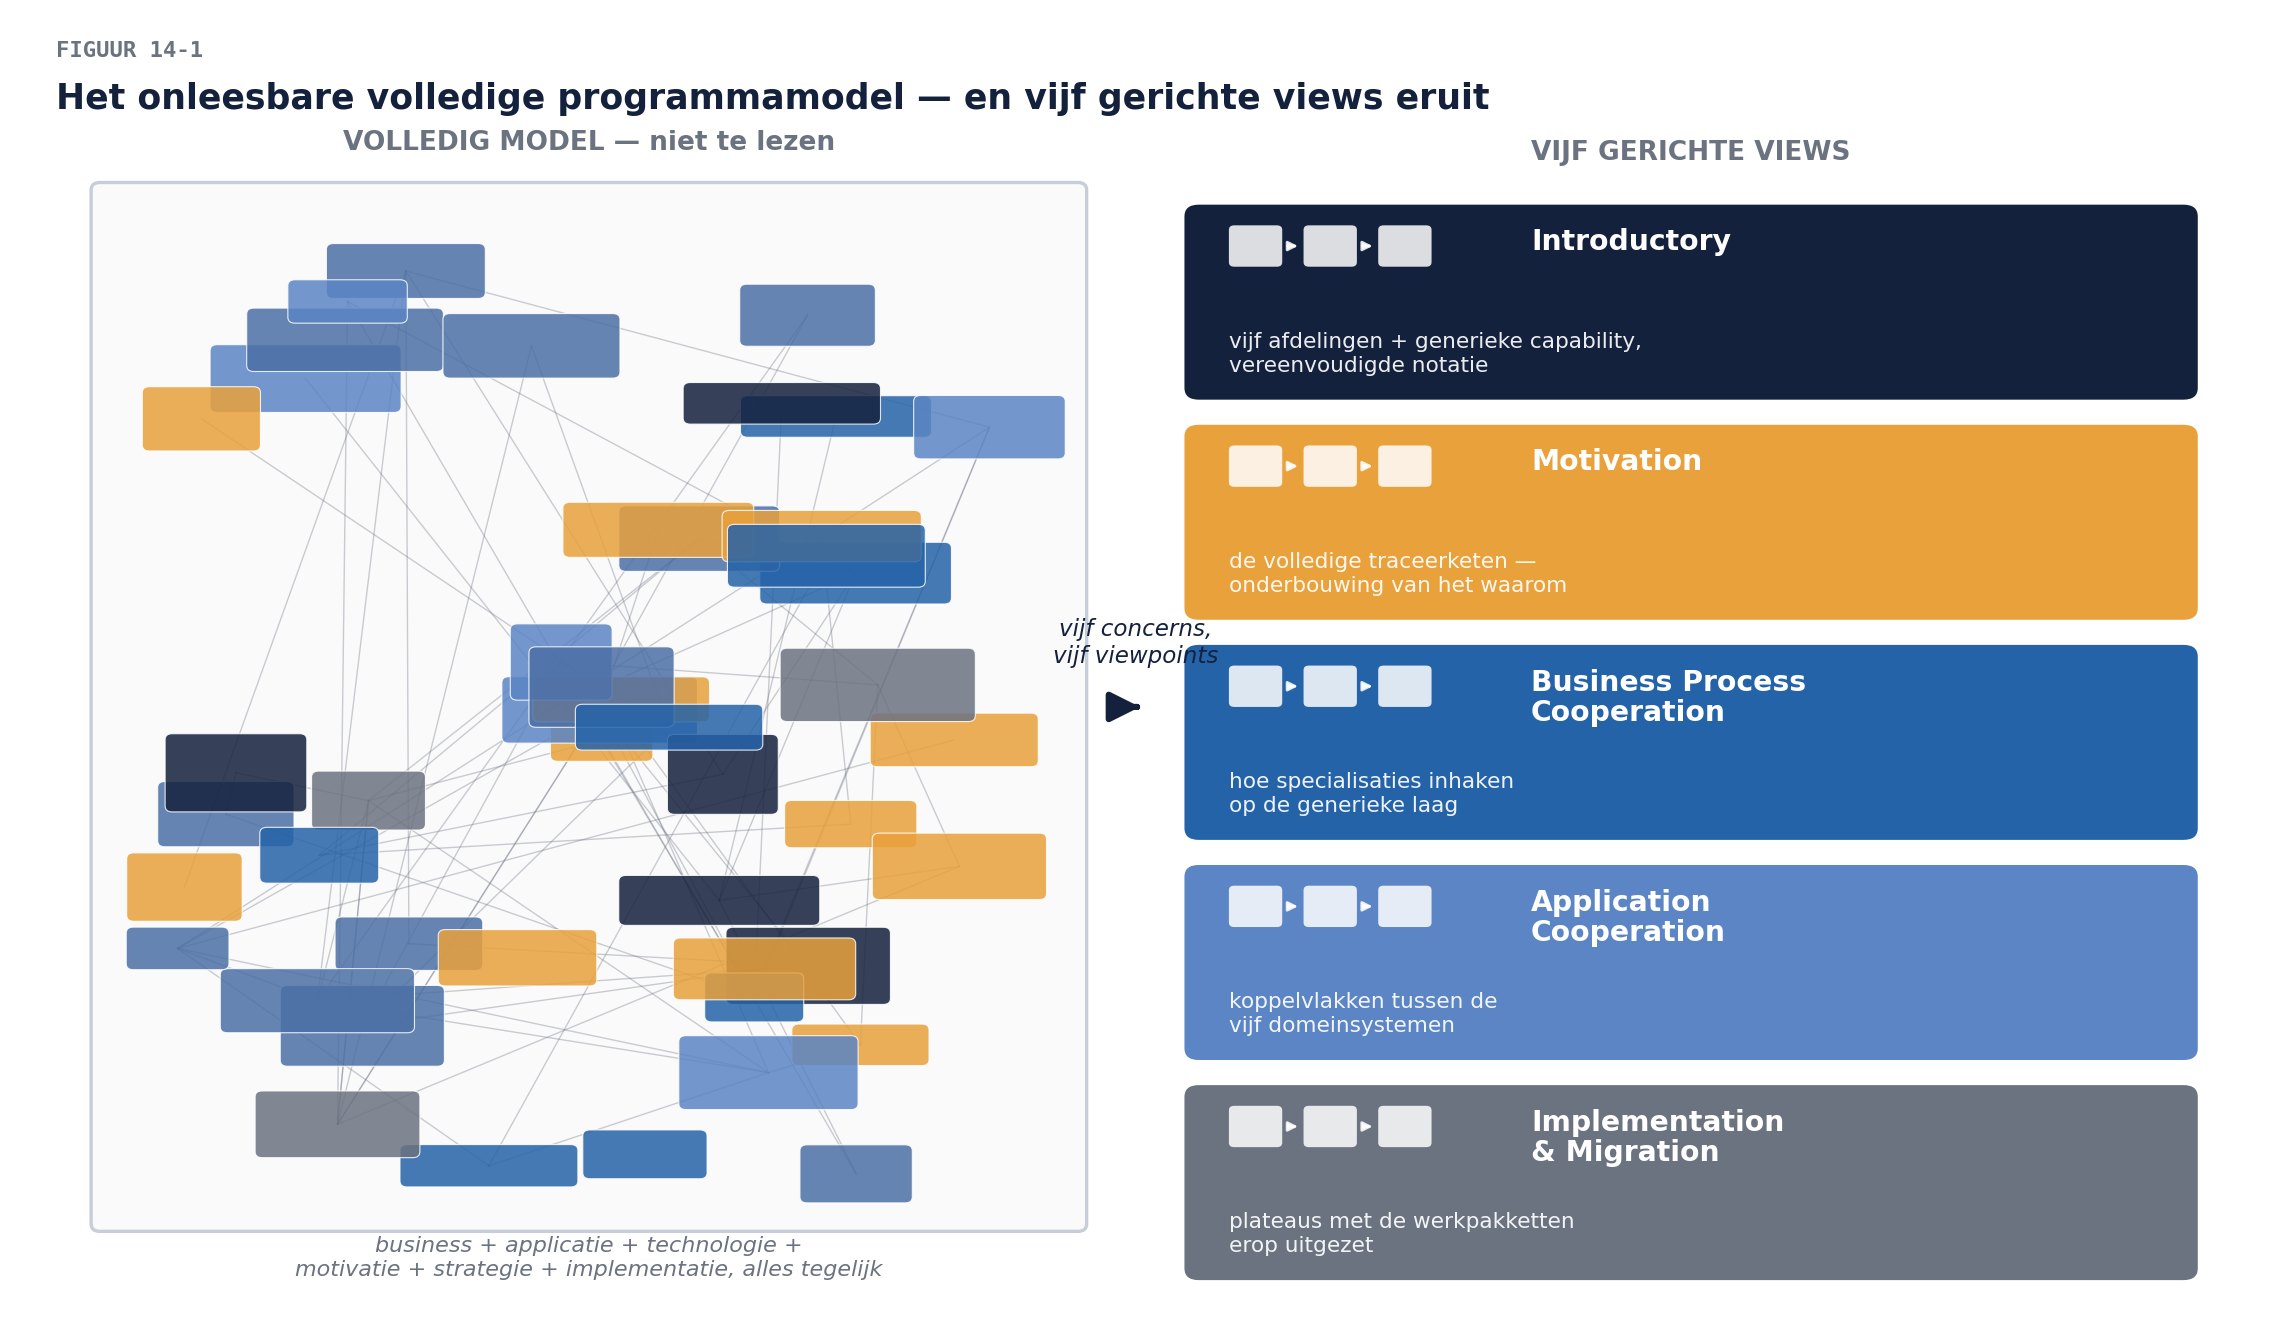 FIGUUR 14-1
Het onleesbare volledige programmamodel — en vijf gerichte views eruit
VOLLEDIG MODEL — niet te lezen
business + applicatie + technologie +
motivatie + strategie + implementatie, alles tegelijk
vijf concerns,
vijf viewpoints
VIJF GERICHTE VIEWS
Introductory
vijf afdelingen + generieke capability,
vereenvoudigde notatie
Motivation
de volledige traceerketen —
onderbouwing van het waarom
Business Process
Cooperation
hoe specialisaties inhaken
op de generieke laag
Application
Cooperation
koppelvlakken tussen de
vijf domeinsystemen
Implementation
& Migration
plateaus met de werkpakketten
erop uitgezet